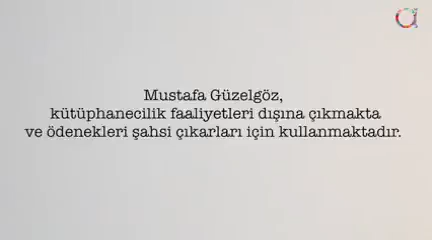 Mustafa Güzelgöz,
kütüphanecilik faaliyetleri dışına çıkmakta
ve ödenekleri şahsi çıkarları için kullanmaktadır.